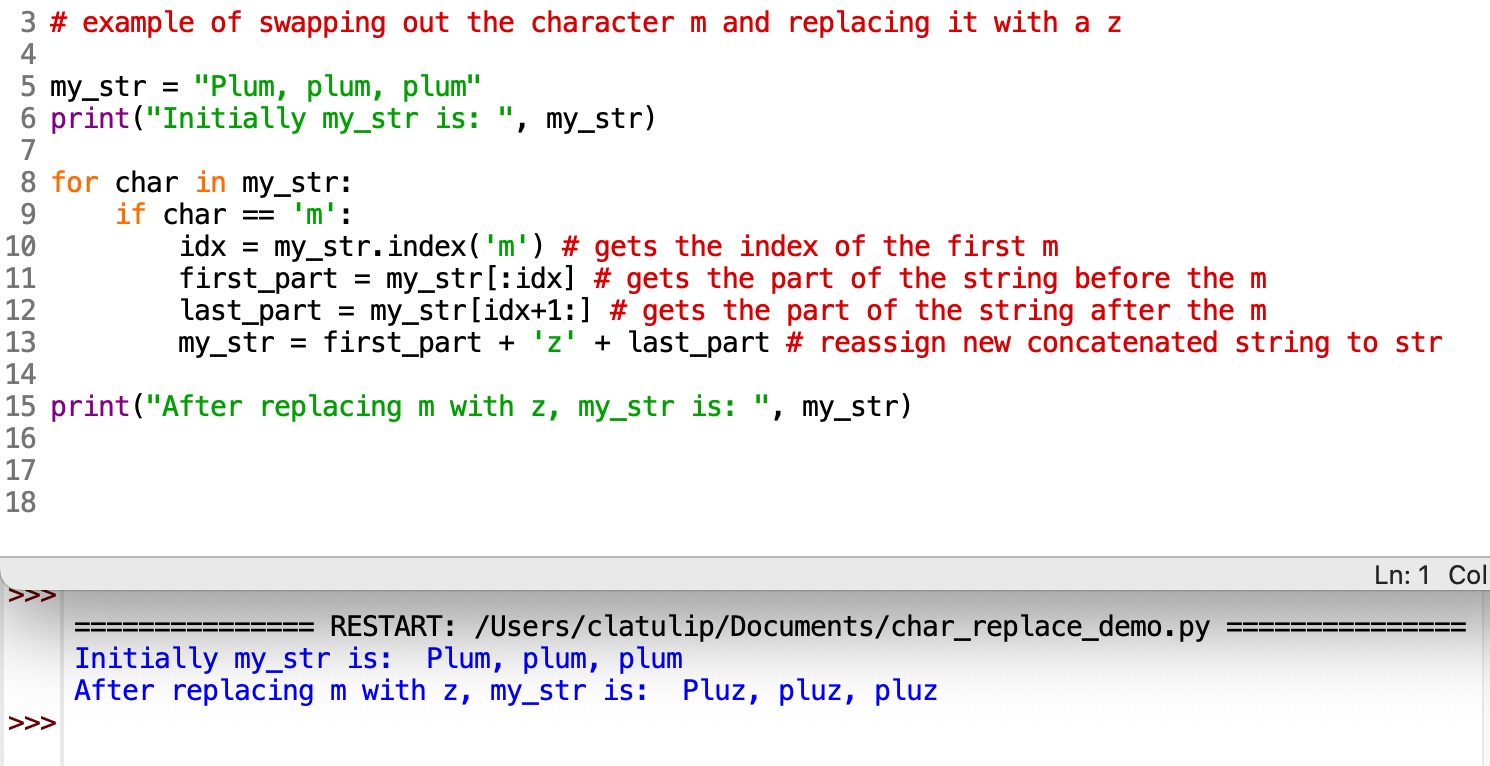 3 # example of swapping out the character m and replacing it with a z
4
5 my_str = "Plum, plum, plum"
6 print("Initially my_str is: ", my_str)
7
8 for char in my_str:
9     if char == 'm':
10         idx = my_str.index('m') # gets the index of the first m
11         first_part = my_str[:idx] # gets the part of the string before the m
12         last_part = my_str[idx+1:] # gets the part of the string after the m
13         my_str = first_part + 'z' + last_part # reassign new concatenated string to str
14
15 print("After replacing m with z, my_str is: ", my_str)
16
17
18
Ln: 1 Col
>>>
=============== RESTART: /Users/clatulip/Documents/char_replace_demo.py ===============
Initially my_str is:  Plum, plum, plum
After replacing m with z, my_str is:  Pluz, pluz, pluz
>>>